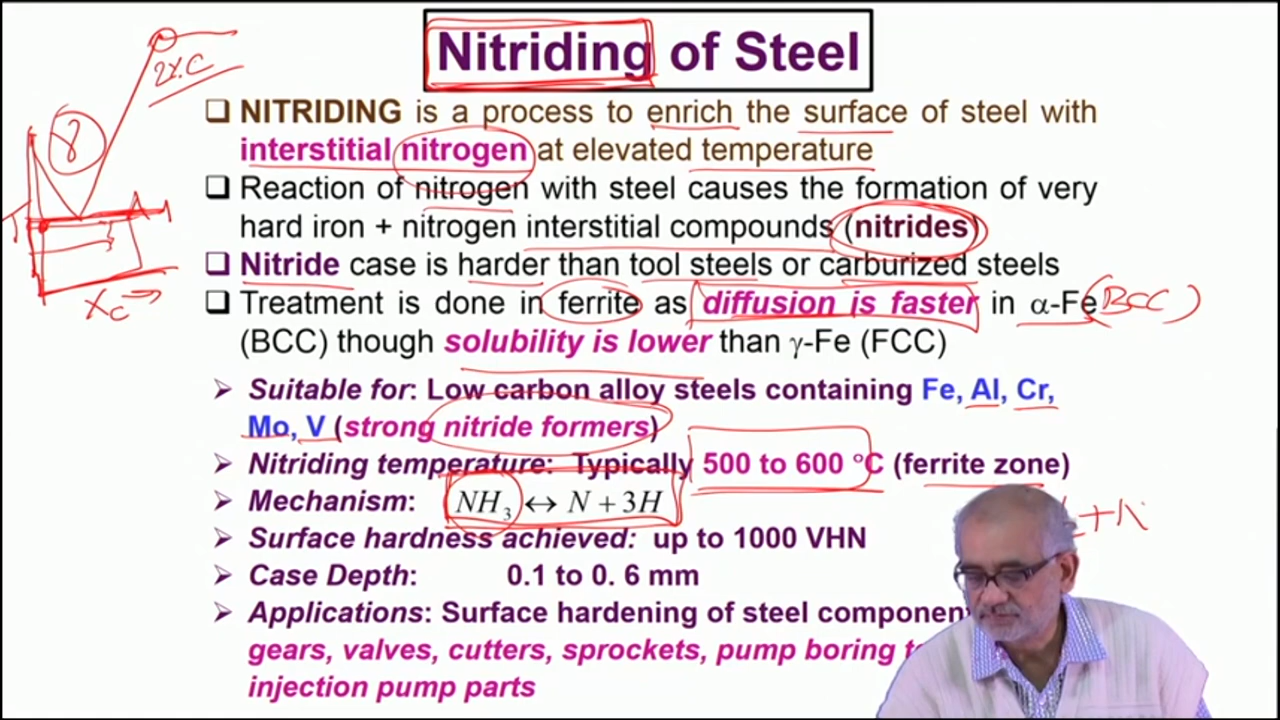 Nitriding of Steel
2%C
γ
NITRIDING is a process to enrich the surface of steel with
interstitial nitrogen at elevated temperature
Reaction of nitrogen with steel causes the formation of very
hard iron + nitrogen interstitial compounds (nitrides)
Nitride case is harder than tool steels or carburized steels
Treatment is done in ferrite as diffusion is faster in α-Fe (BCC)
(BCC) though solubility is lower than γ-Fe (FCC)
Xc →
Suitable for: Low carbon alloy steels containing Fe, Al, Cr,
Mo, V (strong nitride formers)
Nitriding temperature: Typically 500 to 600 °C (ferrite zone)
Mechanism: NH3 ↔ N + 3H
Surface hardness achieved: up to 1000 VHN
Case Depth: 0.1 to 0. 6 mm
Applications: Surface hardening of steel
gears, valves, cutters, sprockets, pump boring
injection pump parts